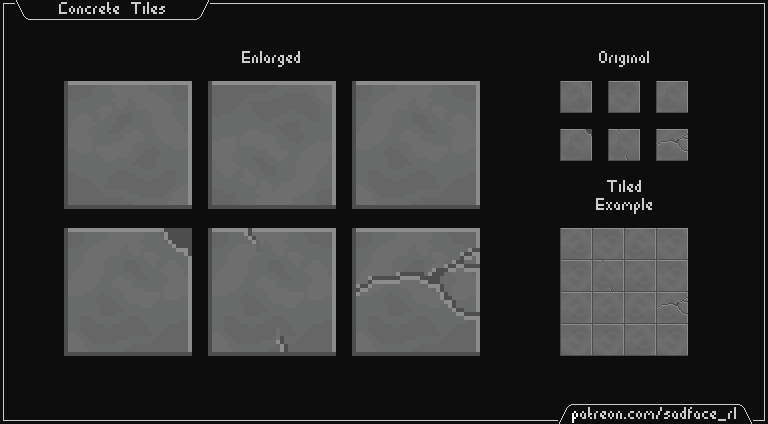 Concrete Tiles
Enlarged
Original
Tiled
Example
patreon.com/sadface_rl